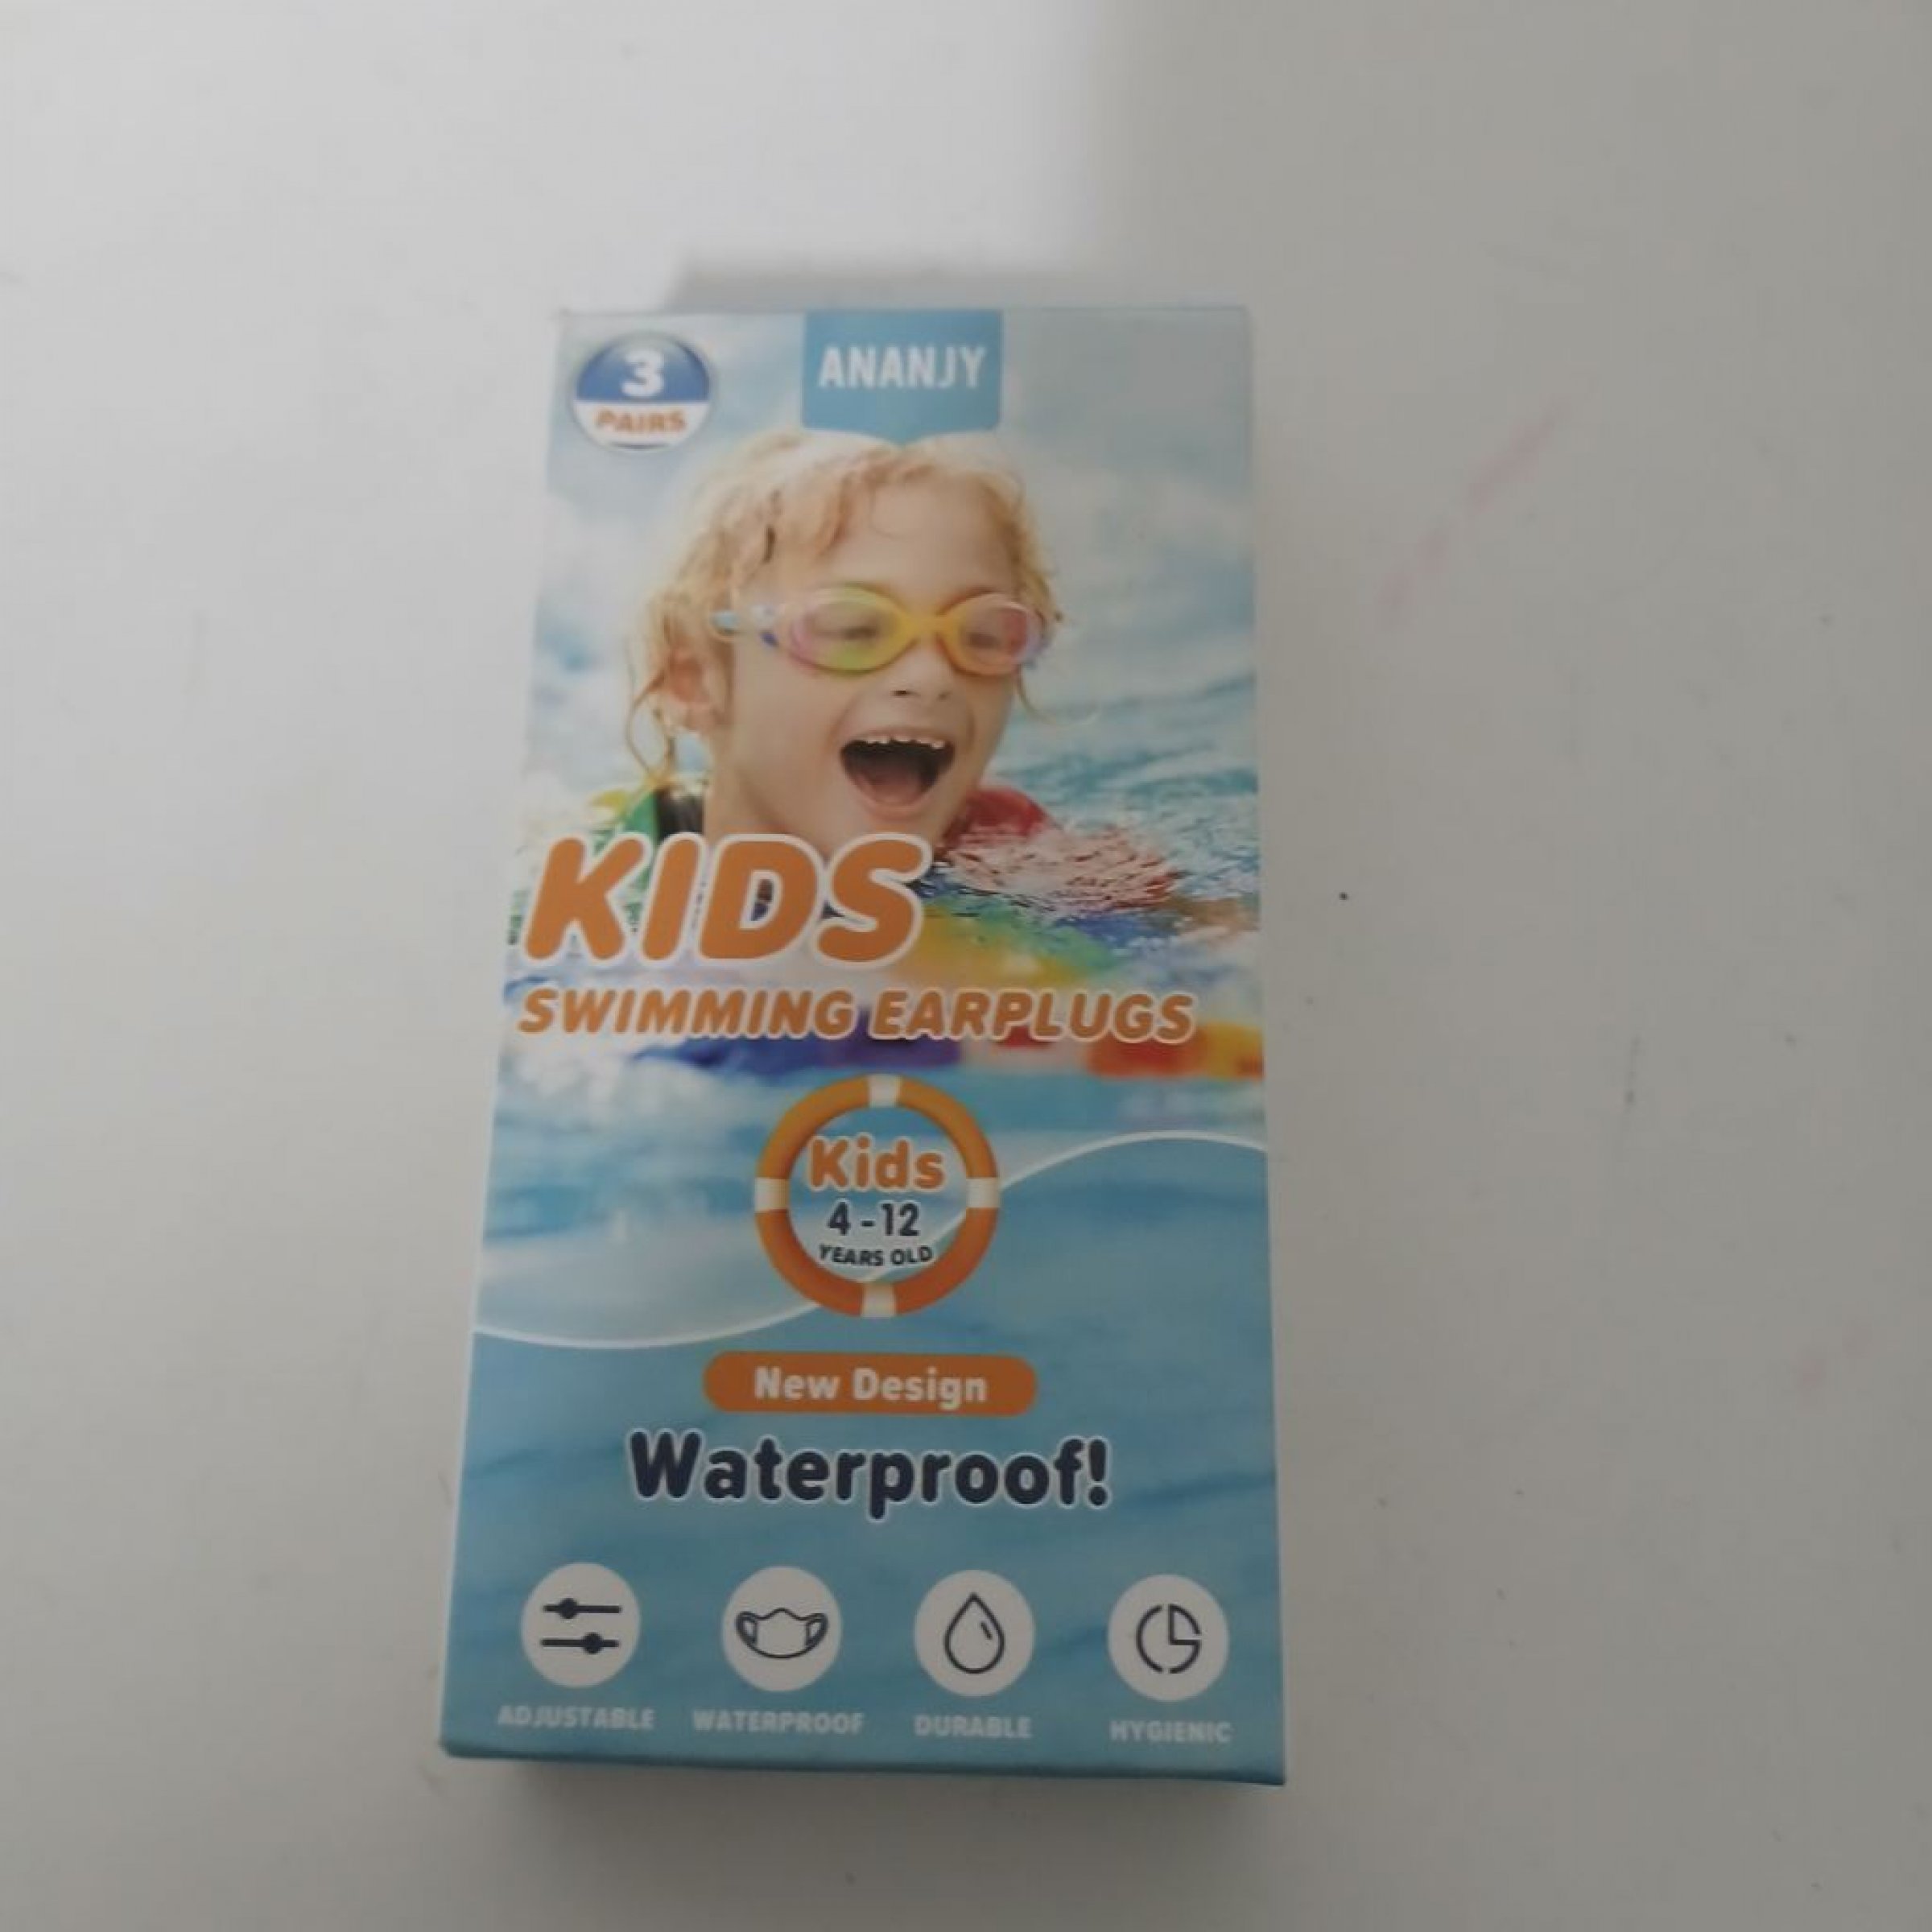 3
PAIRS
ANANJY
KIDS
SWIMMING EARPLUGS
Kids
4-12
YEARS OLD
New Design
Waterproof!
ADJUSTABLE
WATERPROOF
DURABLE
HYGIENIC